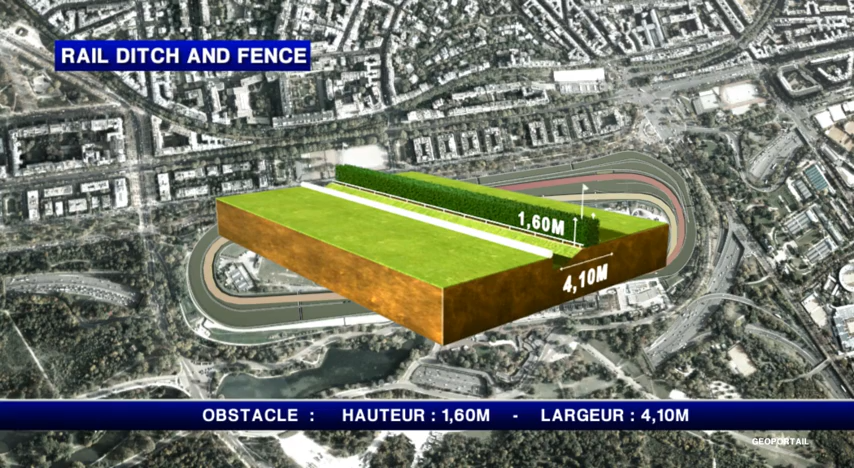 RAIL DITCH AND FENCE
1,60M
4,10M
OBSTACLE : HAUTEUR : 1,60M - LARGEUR : 4,10M
GEOPORTAIL